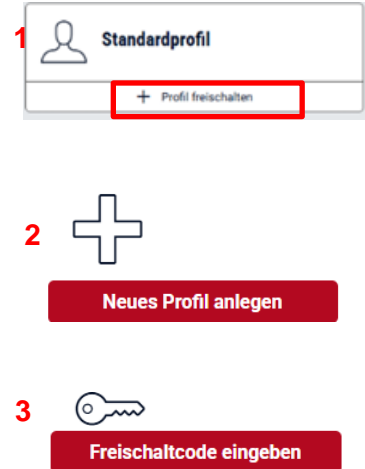 1 Standardprofil
+ Profil freischalten
2
Neues Profil anlegen
3
Freischaltcode eingeben